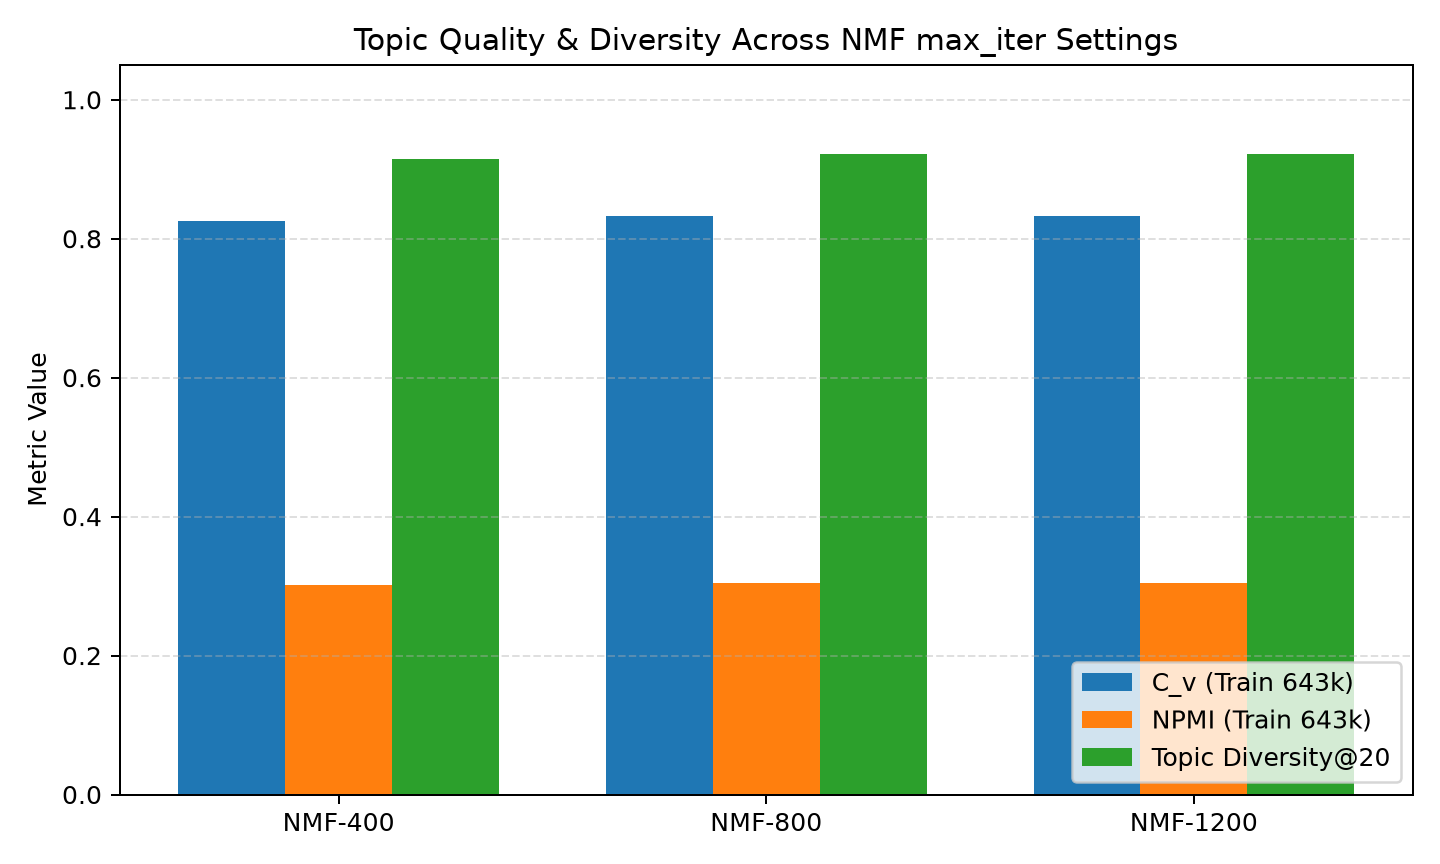 Topic Quality & Diversity Across NMF max_iter Settings
Metric Value
1.0
0.8
0.6
0.4
0.2
0.0
C_v (Train 643k)
NPMI (Train 643k)
Topic Diversity@20
NMF-400 NMF-800 NMF-1200